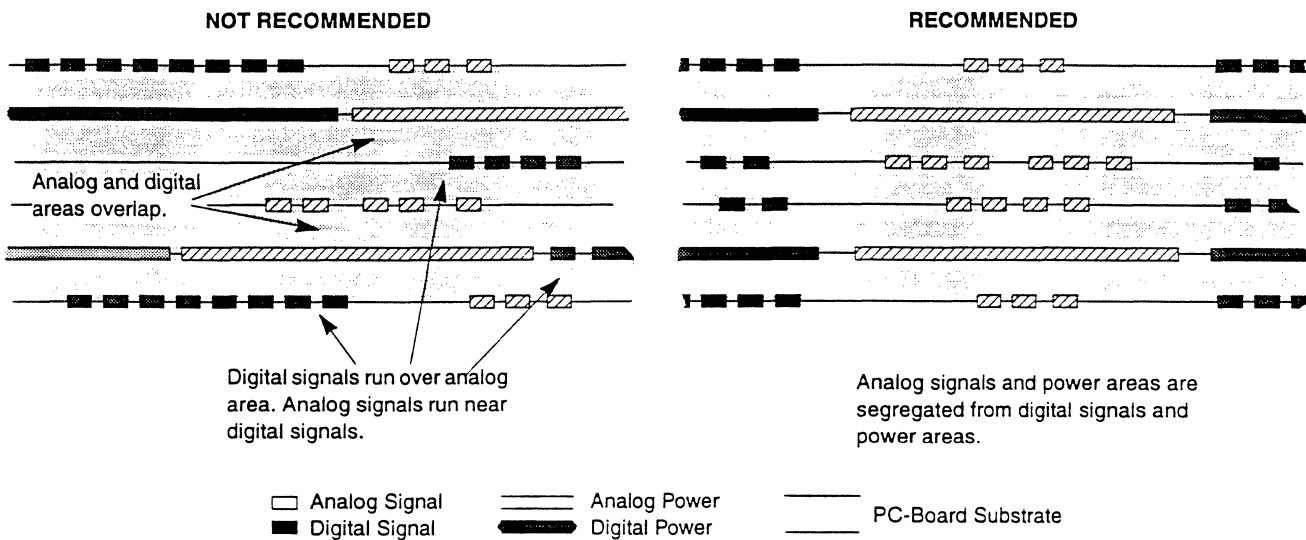 NOT RECOMMENDED
RECOMMENDED
Analog and digital
areas overlap.
Digital signals run over analog
area. Analog signals run near
digital signals.
Analog signals and power areas are
segregated from digital signals and
power areas.
Analog Signal
Digital Signal
Analog Power
Digital Power
PC-Board Substrate